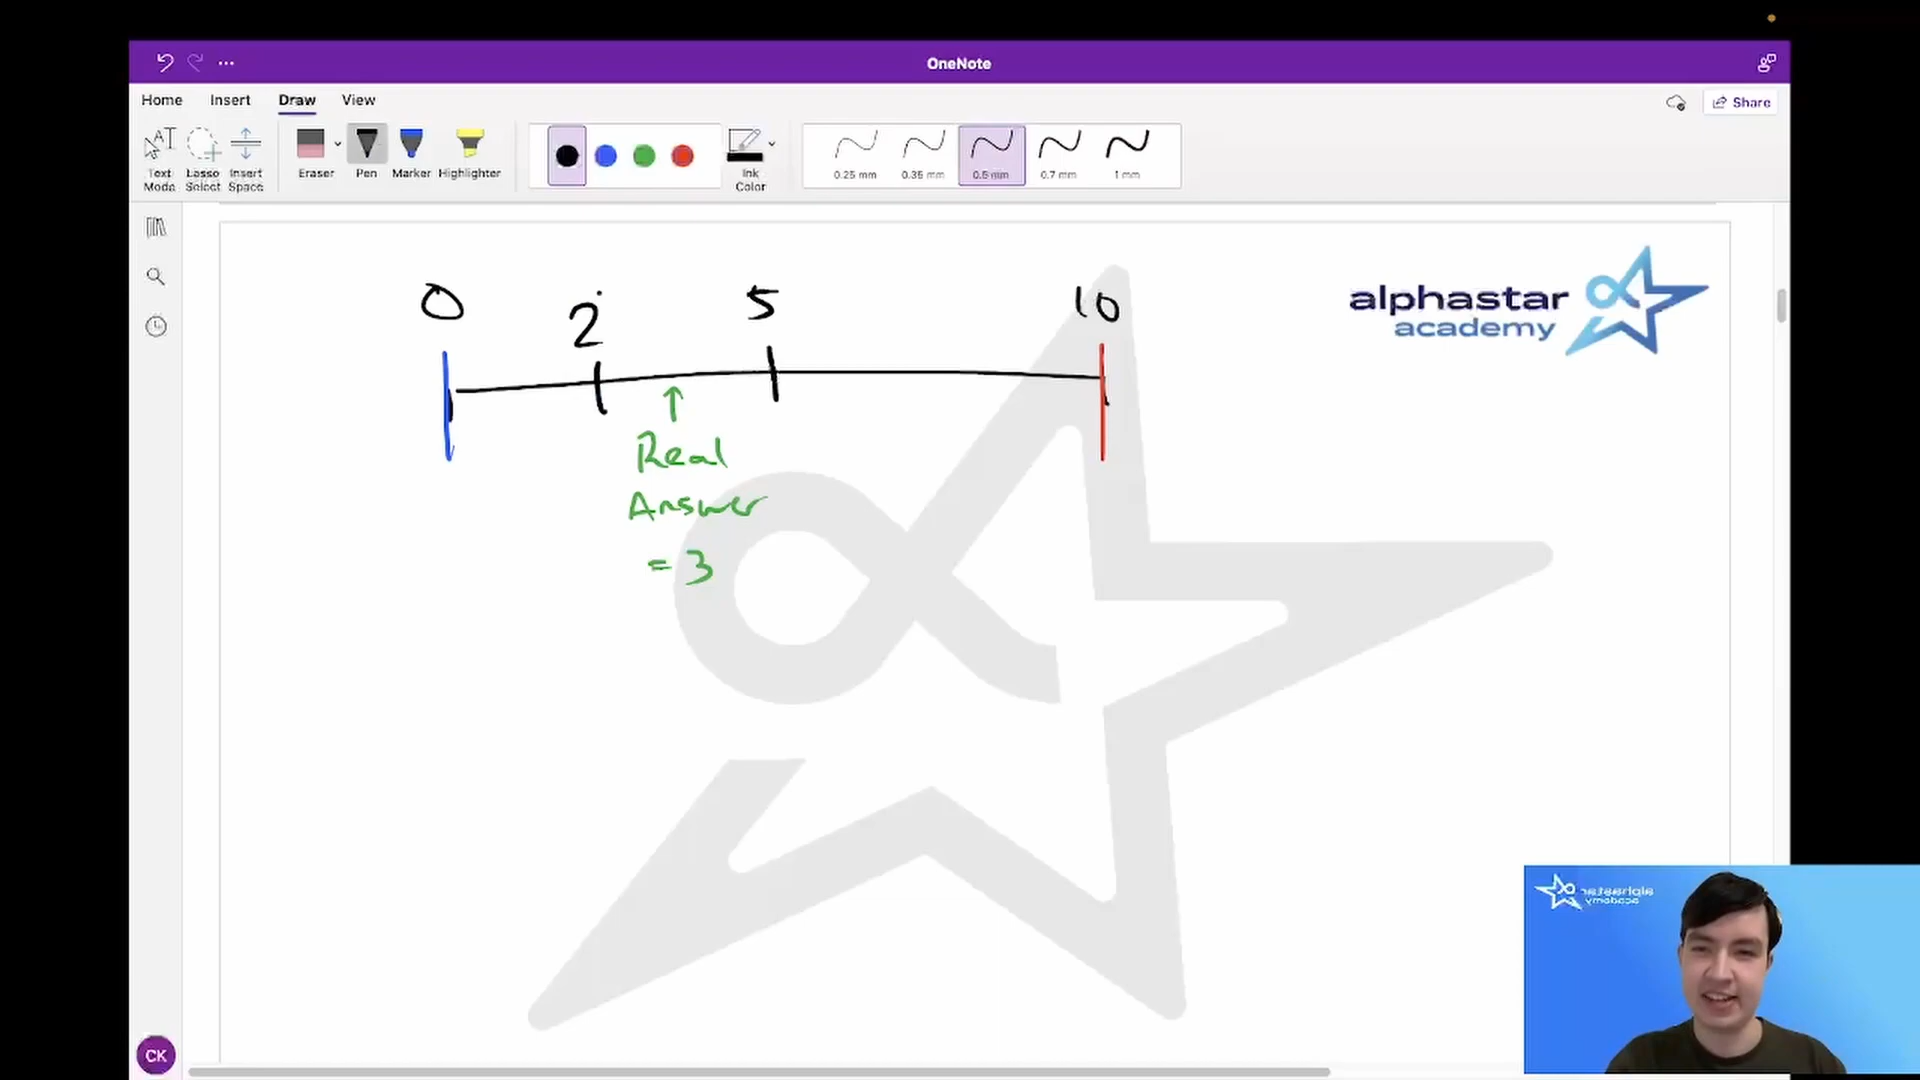 OneNote
Home Insert Draw View
Share
Text Mode
Lasso Select
Insert Space
Eraser
Pen
Marker
Highlighter
Ink Color
0.25 mm
0.35 mm
0.5 mm
0.7 mm
1 mm
0
2
5
10
Real
Answer
= 3
alphastar
academy
alphastar
academy
CK